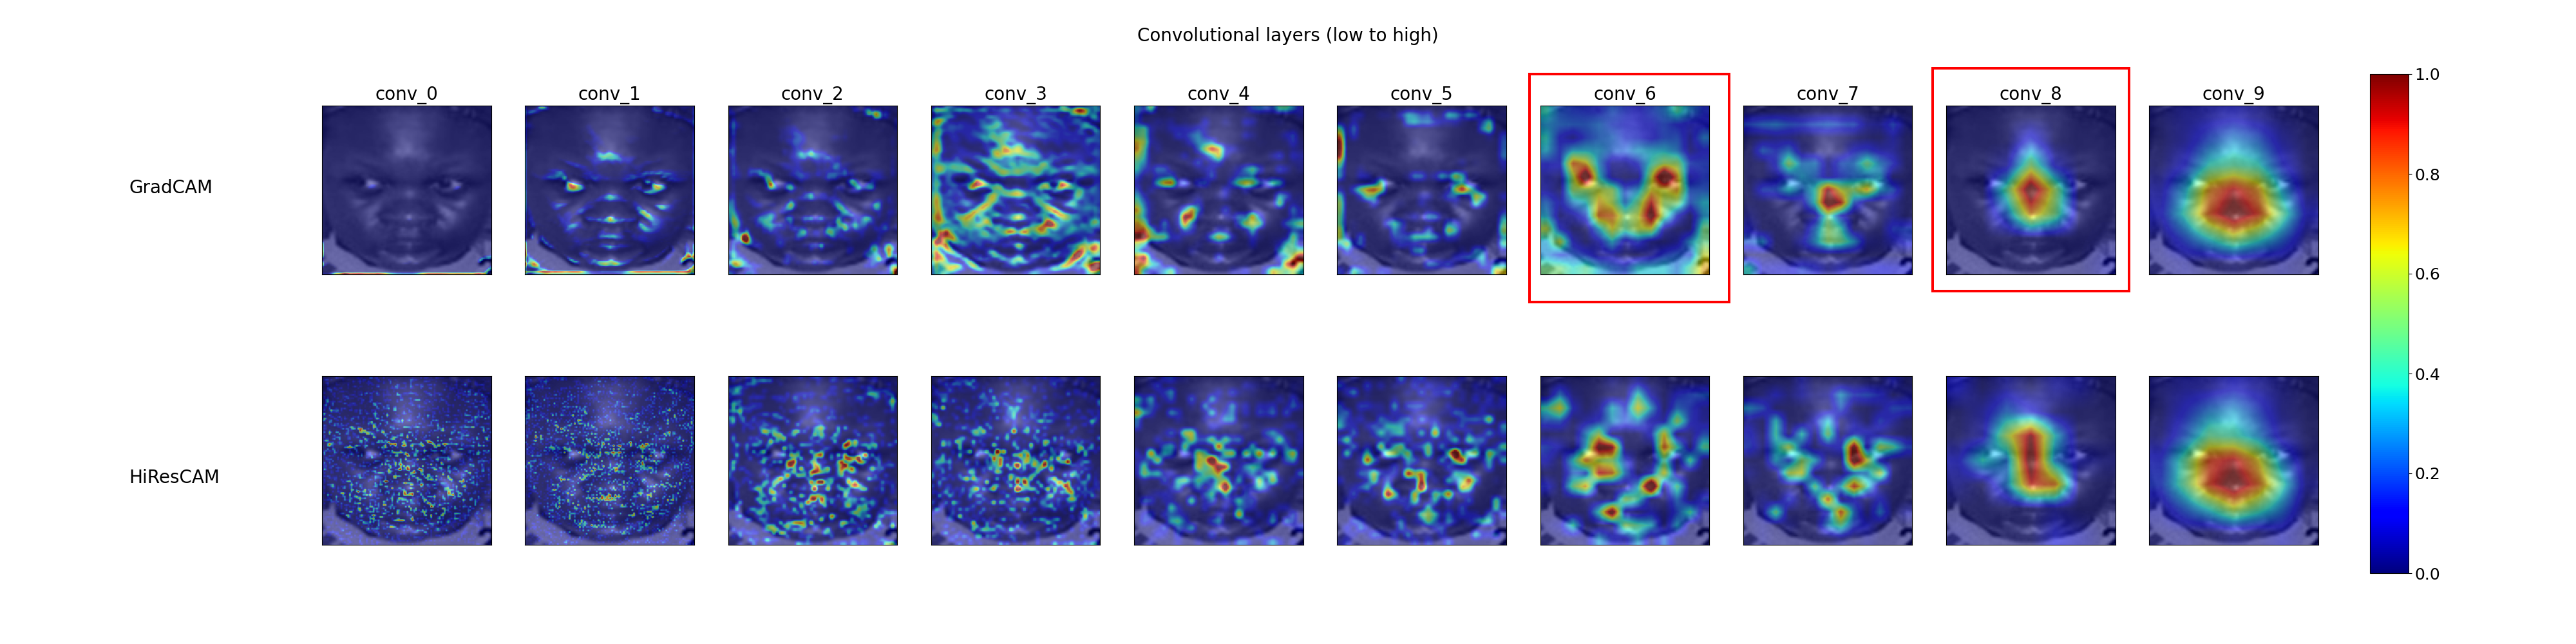 Convolutional layers (low to high)
conv_0 conv_1 conv_2 conv_3 conv_4 conv_5 conv_6 conv_7 conv_8 conv_9
GradCAM
HiResCAM
1.0
0.8
0.6
0.4
0.2
0.0